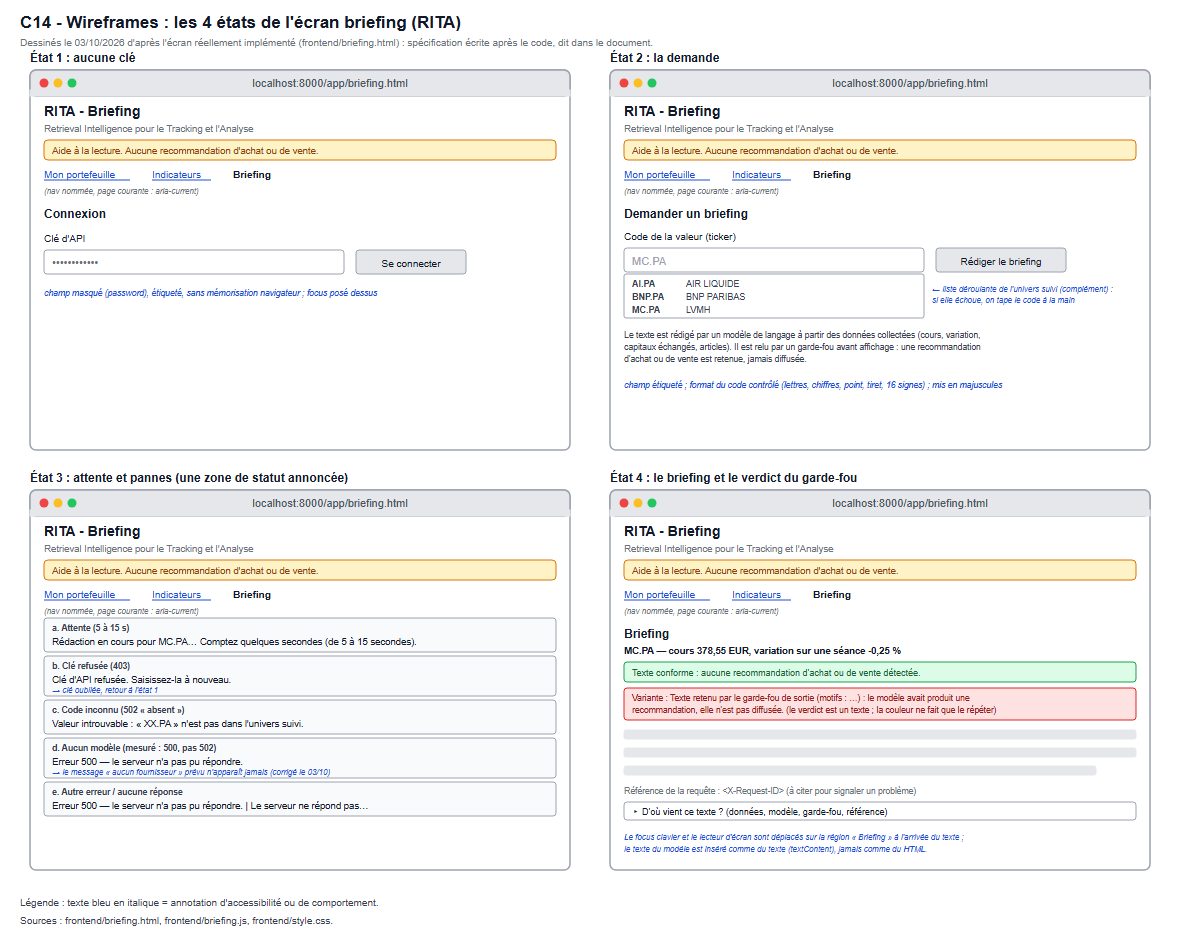 C14 - Wireframes : les 4 états de l'écran briefing (RITA)
Dessinés le 03/10/2026 d'après l'écran réellement implémenté (frontend/briefing.html) : spécification écrite après le code, dit dans le document.
État 1 : aucune clé
localhost:8000/app/briefing.html
RITA - Briefing
Retrieval Intelligence pour le Tracking et l'Analyse
Aide à la lecture. Aucune recommandation d'achat ou de vente.
Mon portefeuille Indicateurs Briefing
(nav nommée, page courante : aria-current)
Connexion
Clé d'API
•••••••••••• Se connecter
champ masqué (password), étiqueté, sans mémorisation navigateur ; focus posé dessus
État 2 : la demande
localhost:8000/app/briefing.html
RITA - Briefing
Retrieval Intelligence pour le Tracking et l'Analyse
Aide à la lecture. Aucune recommandation d'achat ou de vente.
Mon portefeuille Indicateurs Briefing
(nav nommée, page courante : aria-current)
Demander un briefing
Code de la valeur (ticker)
MC.PA Rédiger le briefing
AI.PA AIR LIQUIDE
BNP.PA BNP PARIBAS
MC.PA LVMH
← liste déroulante de l'univers suivi (complément) :
si elle échoue, on tape le code à la main
Le texte est rédigé par un modèle de langage à partir des données collectées (cours, variation,
capitaux échangés, articles). Il est relu par un garde-fou avant affichage : une recommandation
d'achat ou de vente est retenue, jamais diffusée.
champ étiqueté ; format du code contrôlé (lettres, chiffres, point, tiret, 16 signes) ; mis en majuscules
État 3 : attente et pannes (une zone de statut annoncée)
localhost:8000/app/briefing.html
RITA - Briefing
Retrieval Intelligence pour le Tracking et l'Analyse
Aide à la lecture. Aucune recommandation d'achat ou de vente.
Mon portefeuille Indicateurs Briefing
(nav nommée, page courante : aria-current)
a. Attente (5 à 15 s)
Rédaction en cours pour MC.PA… Comptez quelques secondes (de 5 à 15 secondes).
b. Clé refusée (403)
Clé d'API refusée. Saisissez-la à nouveau.
→ clé oubliée, retour à l'état 1
c. Code inconnu (502 « absent »)
Valeur introuvable : « XX.PA » n'est pas dans l'univers suivi.
d. Aucun modèle (mesuré : 500, pas 502)
Erreur 500 — le serveur n'a pas pu répondre.
→ le message « aucun fournisseur » prévu n'apparaît jamais (corrigé le 03/10)
e. Autre erreur / aucune réponse
Erreur 500 — le serveur n'a pas pu répondre. | Le serveur ne répond pas…
État 4 : le briefing et le verdict du garde-fou
localhost:8000/app/briefing.html
RITA - Briefing
Retrieval Intelligence pour le Tracking et l'Analyse
Aide à la lecture. Aucune recommandation d'achat ou de vente.
Mon portefeuille Indicateurs Briefing
(nav nommée, page courante : aria-current)
Briefing
MC.PA — cours 378,55 EUR, variation sur une séance -0,25 %
Texte conforme : aucune recommandation d'achat ou de vente détectée.
Variante : Texte retenu par le garde-fou de sortie (motifs : …) : le modèle avait produit une
recommandation, elle n'est pas diffusée. (le verdict est un texte ; la couleur ne fait que le répéter)
Référence de la requête : <X-Request-ID> (à citer pour signaler un problème)
‣ D'où vient ce texte ? (données, modèle, garde-fou, référence)
Le focus clavier et le lecteur d'écran sont déplacés sur la région « Briefing » à l'arrivée du texte ;
le texte du modèle est inséré comme du texte (textContent), jamais comme du HTML.
Légende : texte bleu en italique = annotation d'accessibilité ou de comportement.
Sources : frontend/briefing.html, frontend/briefing.js, frontend/style.css.